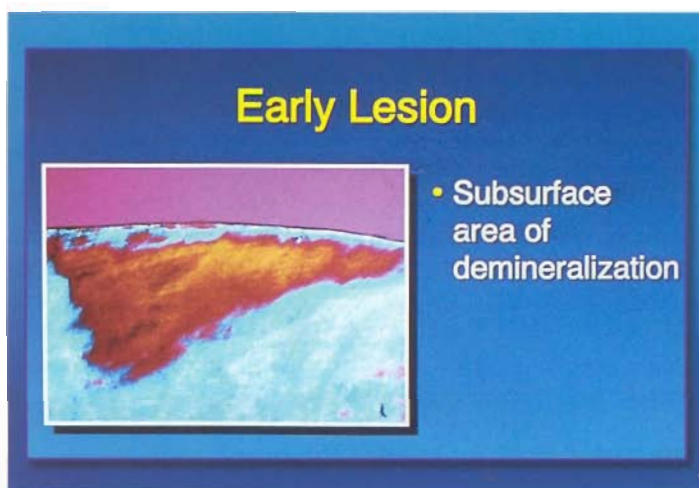 Early Lesion
• Subsurface
area of
demineralization